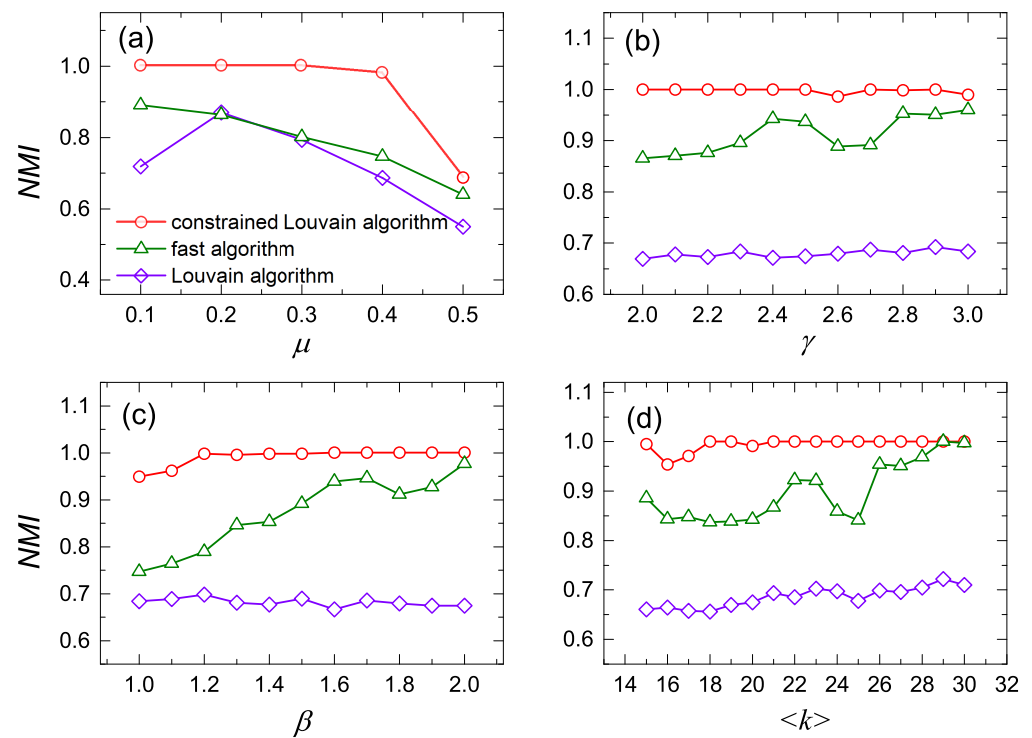 (a)
1.0
0.8
0.6
0.4
NMI
constrained Louvain algorithm
fast algorithm
Louvain algorithm
0.1 0.2 0.3 0.4 0.5
μ
(b)
1.1
1.0
0.9
0.8
0.7
0.6
2.0 2.2 2.4 2.6 2.8 3.0
γ
(c)
1.1
1.0
0.9
0.8
0.7
0.6
NMI
1.0 1.2 1.4 1.6 1.8 2.0
β
(d)
1.1
1.0
0.9
0.8
0.7
0.6
14 16 18 20 22 24 26 28 30 32
<k>